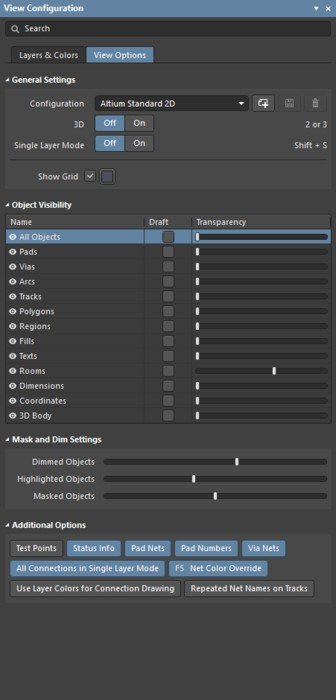 View Configuration
Search
Layers & Colors View Options
General Settings
Configuration Altium Standard 2D
3D Off On 2 or 3
Single Layer Mode Off On Shift + S
Show Grid
Object Visibility
Name Draft Transparency
All Objects
Pads
Vias
Arcs
Tracks
Polygons
Regions
Fills
Texts
Rooms
Dimensions
Coordinates
3D Body
Mask and Dim Settings
Dimmed Objects
Highlighted Objects
Masked Objects
Additional Options
Test Points Status Info Pad Nets Pad Numbers Via Nets
All Connections in Single Layer Mode F5 Net Color Override
Use Layer Colors for Connection Drawing Repeated Net Names on Tracks